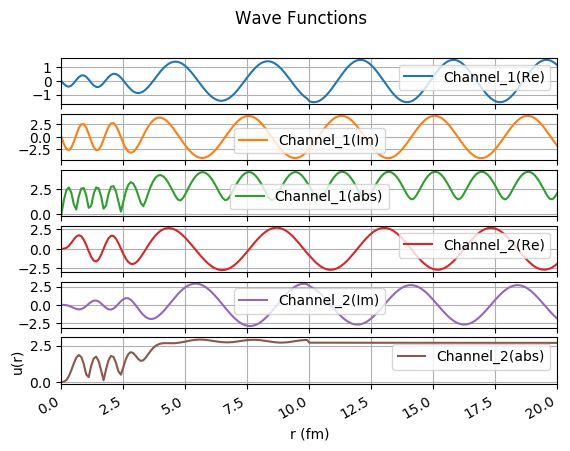 Wave Functions
1
0
−1
Channel_1(Re)
2.5
0.0
−2.5
Channel_1(Im)
2.5
0.0
Channel_1(abs)
2.5
0.0
−2.5
Channel_2(Re)
2.5
0.0
−2.5
Channel_2(Im)
2.5
0.0
Channel_2(abs)
u(r)
0.0 2.5 5.0 7.5 10.0 12.5 15.0 17.5 20.0
r (fm)